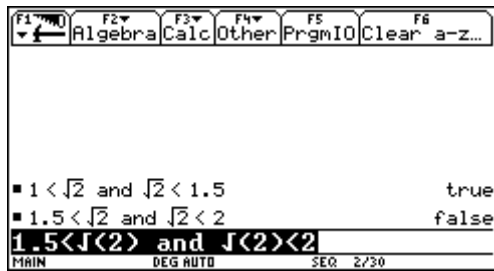 F1 F2 F3 F4 F5 F6
Algebra Calc Other PrgmIO Clear a-z…
1<√2 and √2<1.5 true
1.5<√2 and √2<2 false
1.5<√(2) and √(2)<2
MAIN DEG AUTO SEQ 2/30